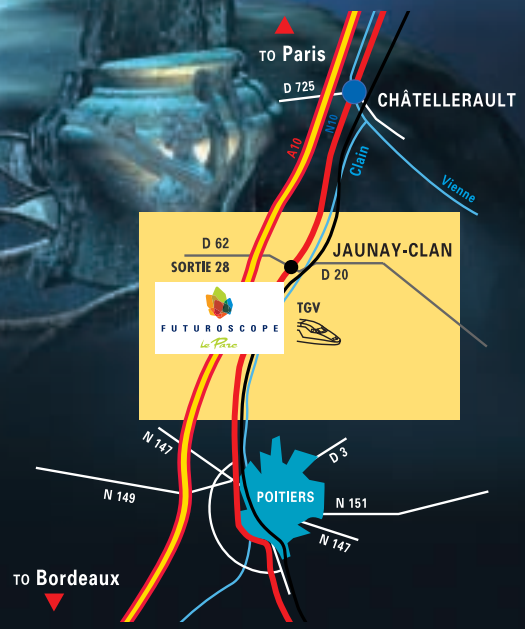 TO Paris
D 725
CHÂTELLERAULT
A10
N10
Clain
Vienne
D 62
JAUNAY-CLAN
SORTIE 28
D 20
TGV
FUTUROSCOPE
le Parc
N 147
D 3
N 149
POITIERS
N 151
N 147
TO Bordeaux